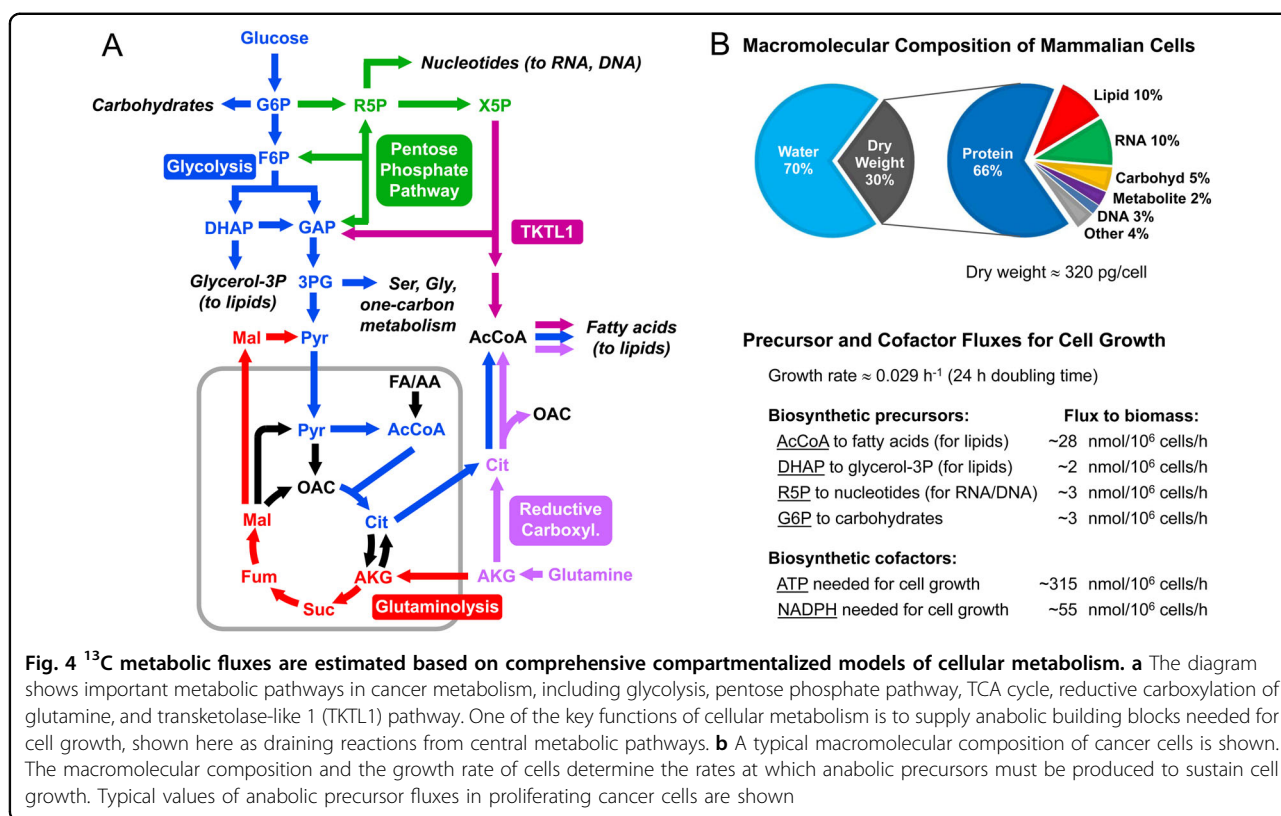 A
Glucose
Nucleotides (to RNA, DNA)
Carbohydrates
G6P
R5P
X5P
Glycolysis
F6P
Pentose
Phosphate
Pathway
DHAP
GAP
TKTL1
Glycerol-3P
(to lipids)
3PG
Ser, Gly,
one-carbon
metabolism
Mal
Pyr
AcCoA
Fatty acids
(to lipids)
FA/AA
Pyr
AcCoA
OAC
OAC
Cit
Mal
Cit
Reductive
Carboxyl.
Fum
AKG
AKG
Glutamine
Suc
Glutaminolysis
B
Macromolecular Composition of Mammalian Cells
Water
70%
Dry
Weight
30%
Protein
66%
Lipid 10%
RNA 10%
Carbohyd 5%
Metabolite 2%
DNA 3%
Other 4%
Dry weight ≈ 320 pg/cell
Precursor and Cofactor Fluxes for Cell Growth
Growth rate ≈ 0.029 h⁻¹ (24 h doubling time)
Biosynthetic precursors: Flux to biomass:
AcCoA to fatty acids (for lipids) ~28 nmol/10⁶ cells/h
DHAP to glycerol-3P (for lipids) ~2 nmol/10⁶ cells/h
R5P to nucleotides (for RNA/DNA) ~3 nmol/10⁶ cells/h
G6P to carbohydrates ~3 nmol/10⁶ cells/h
Biosynthetic cofactors:
ATP needed for cell growth ~315 nmol/10⁶ cells/h
NADPH needed for cell growth ~55 nmol/10⁶ cells/h
Fig. 4 ¹³C metabolic fluxes are estimated based on comprehensive compartmentalized models of cellular metabolism. a The diagram
shows important metabolic pathways in cancer metabolism, including glycolysis, pentose phosphate pathway, TCA cycle, reductive carboxylation of
glutamine, and transketolase-like 1 (TKTL1) pathway. One of the key functions of cellular metabolism is to supply anabolic building blocks needed for
cell growth, shown here as draining reactions from central metabolic pathways. b A typical macromolecular composition of cancer cells is shown.
The macromolecular composition and the growth rate of cells determine the rates at which anabolic precursors must be produced to sustain cell
growth. Typical values of anabolic precursor fluxes in proliferating cancer cells are shown